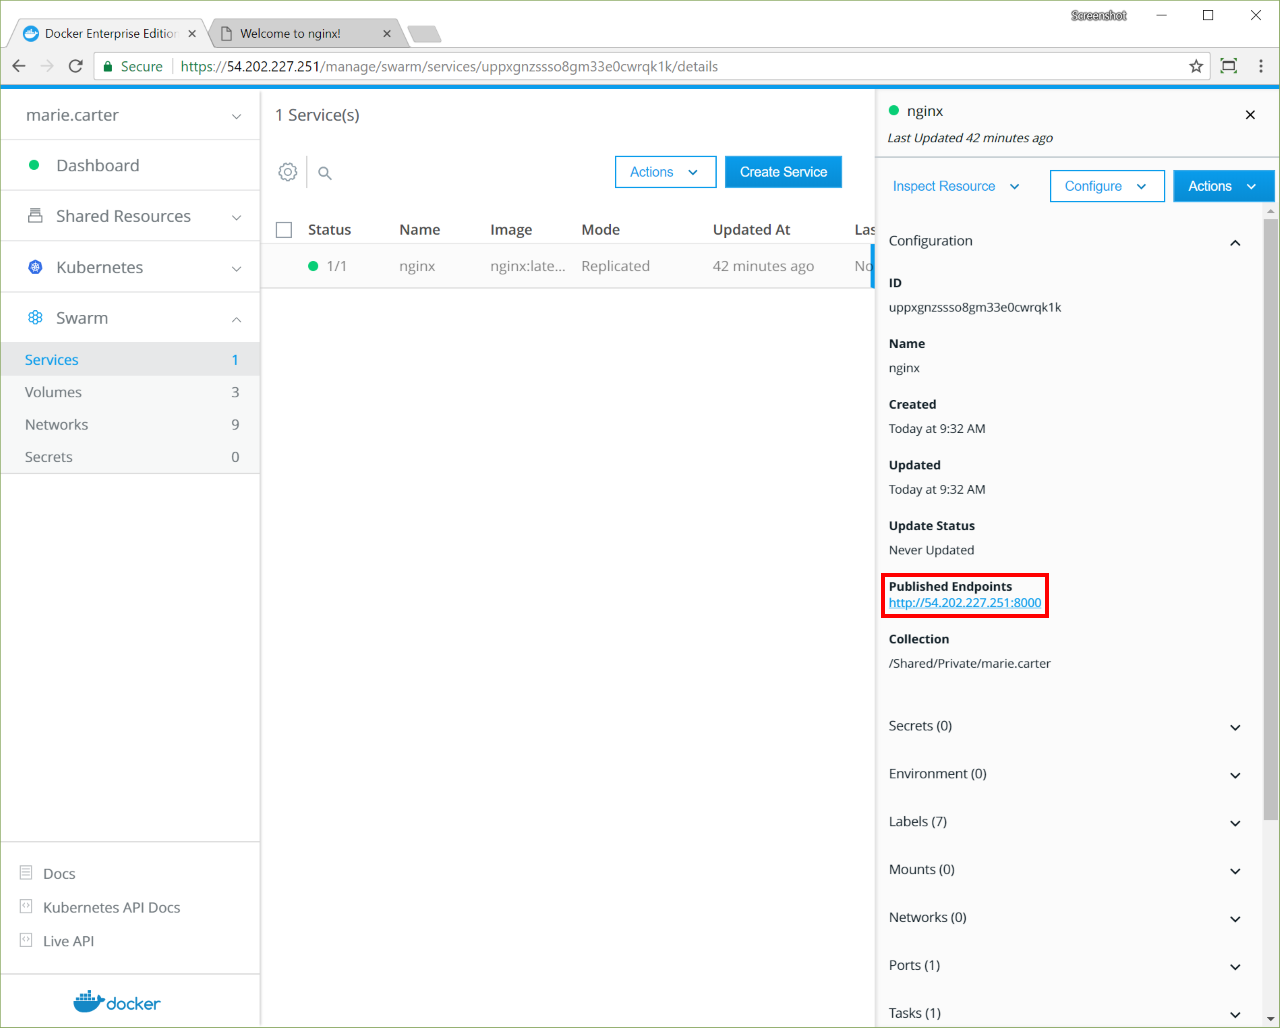 Screenshot
Docker Enterprise Edition
Welcome to nginx!
Secure
https://54.202.227.251/manage/swarm/services/uppxgnzssso8gm33e0cwrqk1k/details
marie.carter
Dashboard
Shared Resources
Kubernetes
Swarm
Services 1
Volumes 3
Networks 9
Secrets 0
Docs
Kubernetes API Docs
Live API
docker
1 Service(s)
Actions
Create Service
Status Name Image Mode Updated At Las
1/1 nginx nginx:late... Replicated 42 minutes ago No
nginx
Last Updated 42 minutes ago
Inspect Resource
Configure
Actions
Configuration
ID
uppxgnzssso8gm33e0cwrqk1k
Name
nginx
Created
Today at 9:32 AM
Updated
Today at 9:32 AM
Update Status
Never Updated
Published Endpoints
http://54.202.227.251:8000
Collection
/Shared/Private/marie.carter
Secrets (0)
Environment (0)
Labels (7)
Mounts (0)
Networks (0)
Ports (1)
Tasks (1)